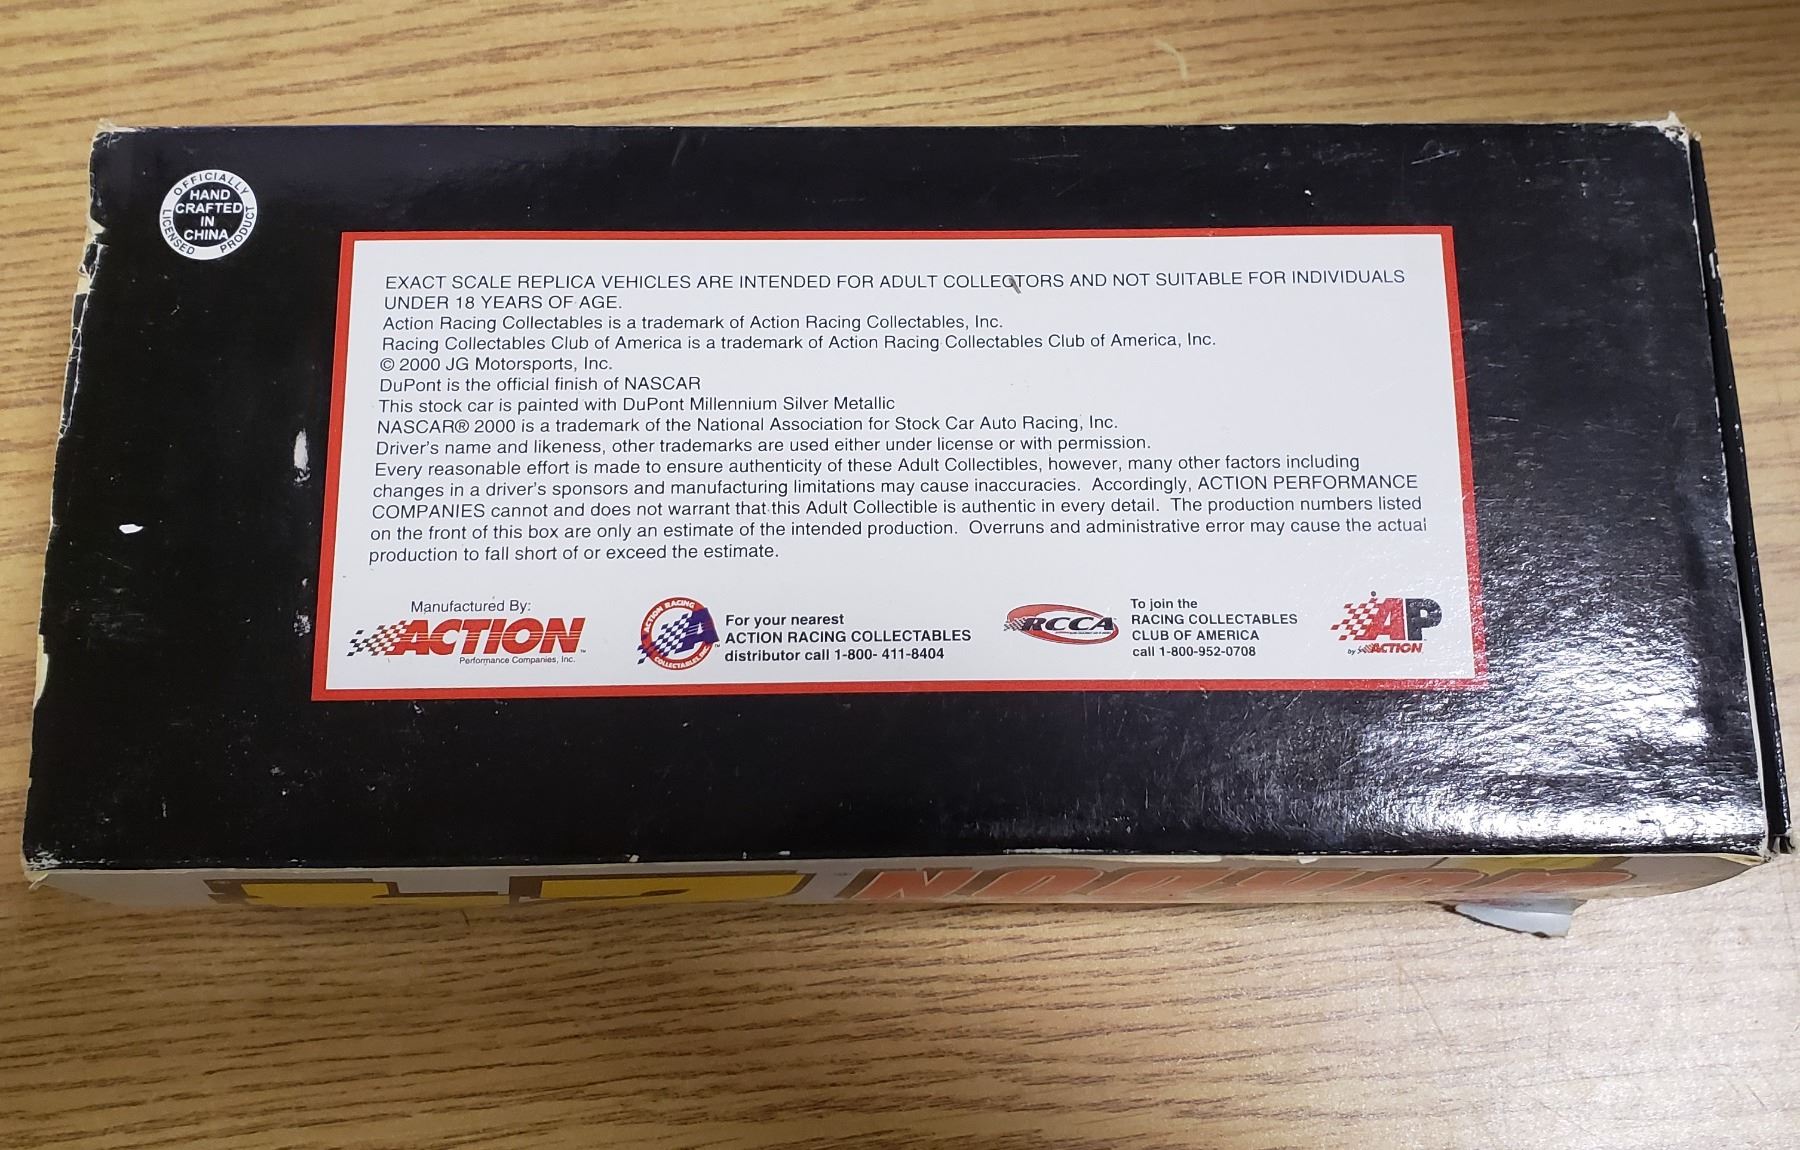 OFFICIALLY LICENSED PRODUCT
HAND
CRAFTED
IN
CHINA
EXACT SCALE REPLICA VEHICLES ARE INTENDED FOR ADULT COLLECTORS AND NOT SUITABLE FOR INDIVIDUALS
UNDER 18 YEARS OF AGE.
Action Racing Collectables is a trademark of Action Racing Collectables, Inc.
Racing Collectables Club of America is a trademark of Action Racing Collectables Club of America, Inc.
© 2000 JG Motorsports, Inc.
DuPont is the official finish of NASCAR
This stock car is painted with DuPont Millennium Silver Metallic
NASCAR® 2000 is a trademark of the National Association for Stock Car Auto Racing, Inc.
Driver's name and likeness, other trademarks are used either under license or with permission.
Every reasonable effort is made to ensure authenticity of these Adult Collectibles, however, many other factors including
changes in a driver's sponsors and manufacturing limitations may cause inaccuracies. Accordingly, ACTION PERFORMANCE
COMPANIES cannot and does not warrant that this Adult Collectible is authentic in every detail. The production numbers listed
on the front of this box are only an estimate of the intended production. Overruns and administrative error may cause the actual
production to fall short of or exceed the estimate.
Manufactured By:
ACTION™
Performance Companies, Inc.
ACTION RACING
COLLECTABLES INC.
For your nearest
ACTION RACING COLLECTABLES
distributor call 1-800- 411-8404
RCCA
To join the
RACING COLLECTABLES
CLUB OF AMERICA
call 1-800-952-0708
AP
by ACTION